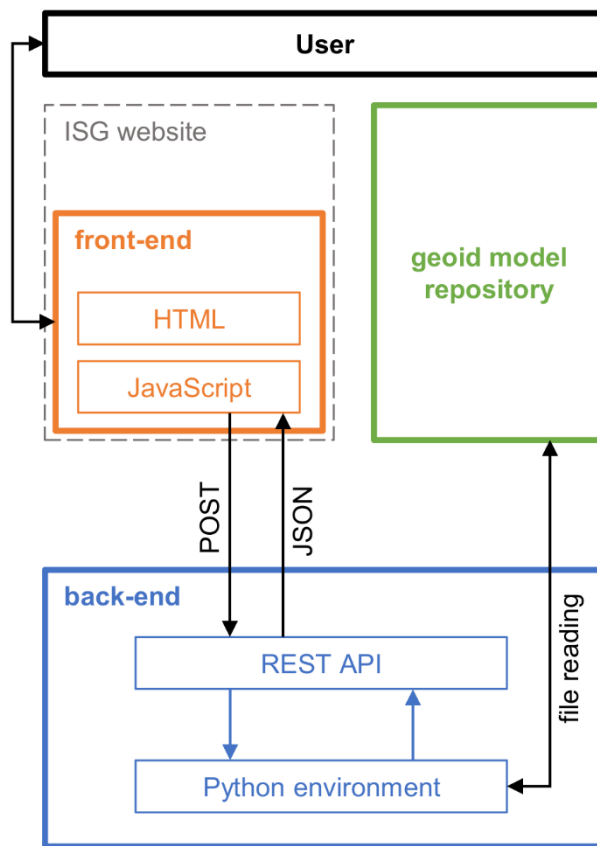 User
ISG website
front-end
HTML
JavaScript
geoid model
repository
POST
JSON
file reading
back-end
REST API
Python environment